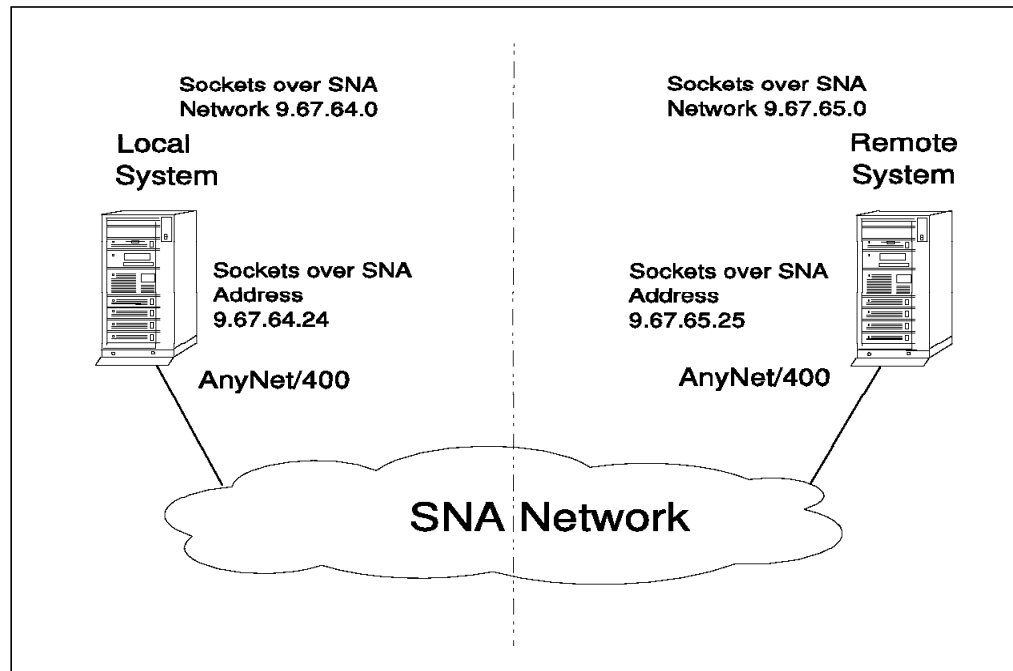 Sockets over SNA
Network 9.67.64.0
Sockets over SNA
Network 9.67.65.0
Local
System
Remote
System
Sockets over SNA
Address
9.67.64.24
Sockets over SNA
Address
9.67.65.25
AnyNet/400
AnyNet/400
SNA Network